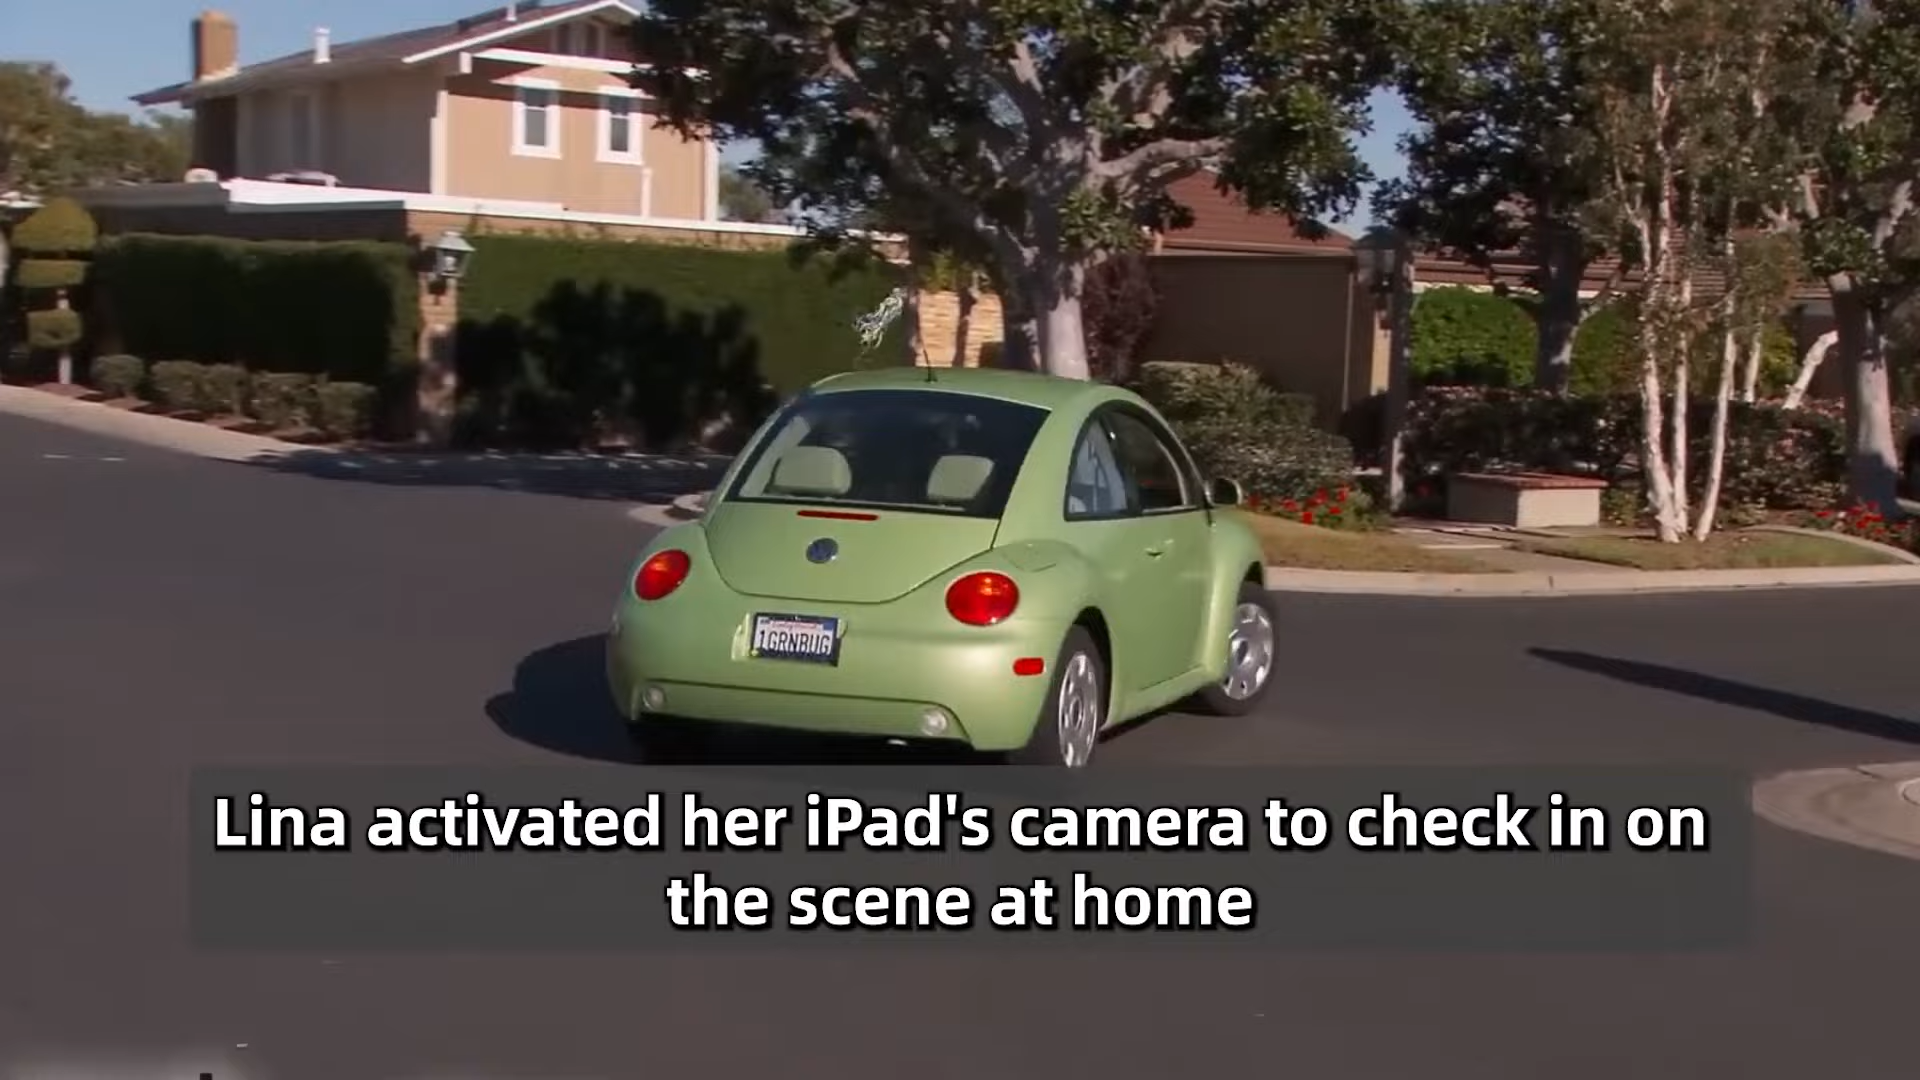 1GRNBUG
Lina activated her iPad's camera to check in on
the scene at home